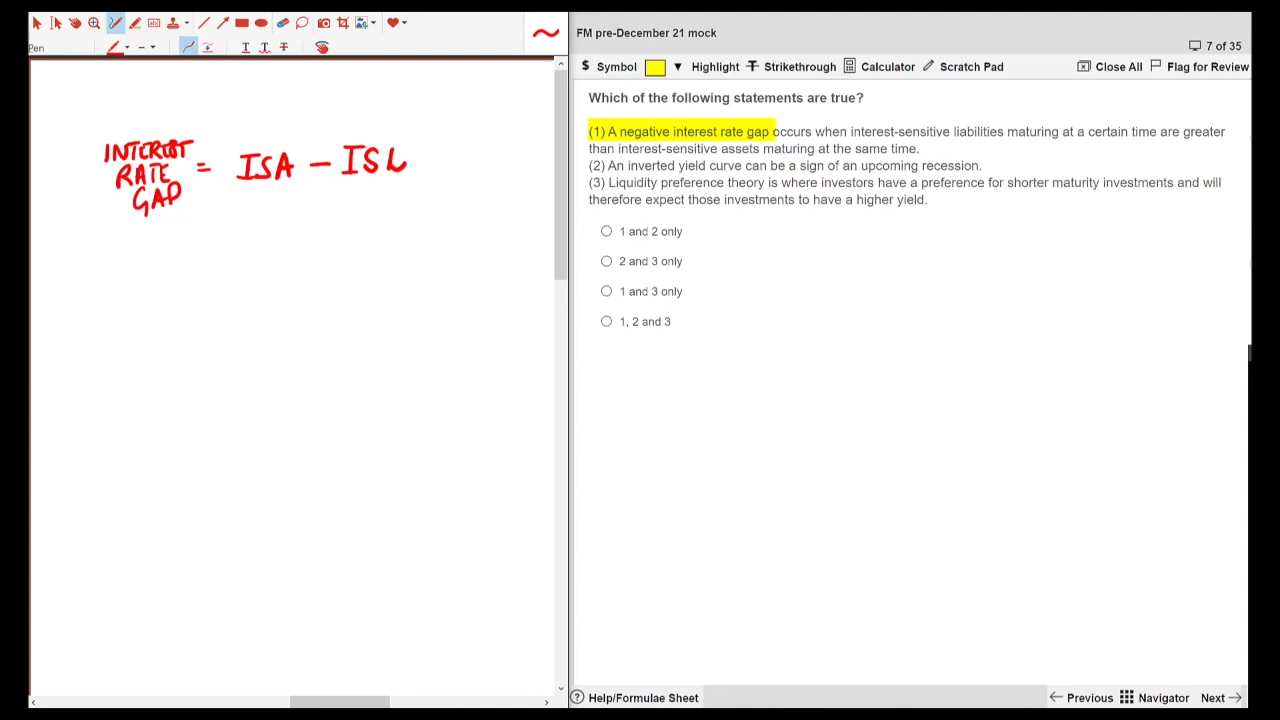 Pen
INTEREST
RATE
GAP
= ISA - ISL
FM pre-December 21 mock
7 of 35
$ Symbol
Highlight
Strikethrough
Calculator
Scratch Pad
Close All
Flag for Review
Which of the following statements are true?
(1) A negative interest rate gap occurs when interest-sensitive liabilities maturing at a certain time are greater
than interest-sensitive assets maturing at the same time.
(2) An inverted yield curve can be a sign of an upcoming recession.
(3) Liquidity preference theory is where investors have a preference for shorter maturity investments and will
therefore expect those investments to have a higher yield.
1 and 2 only
2 and 3 only
1 and 3 only
1, 2 and 3
Help/Formulae Sheet
Previous
Navigator
Next